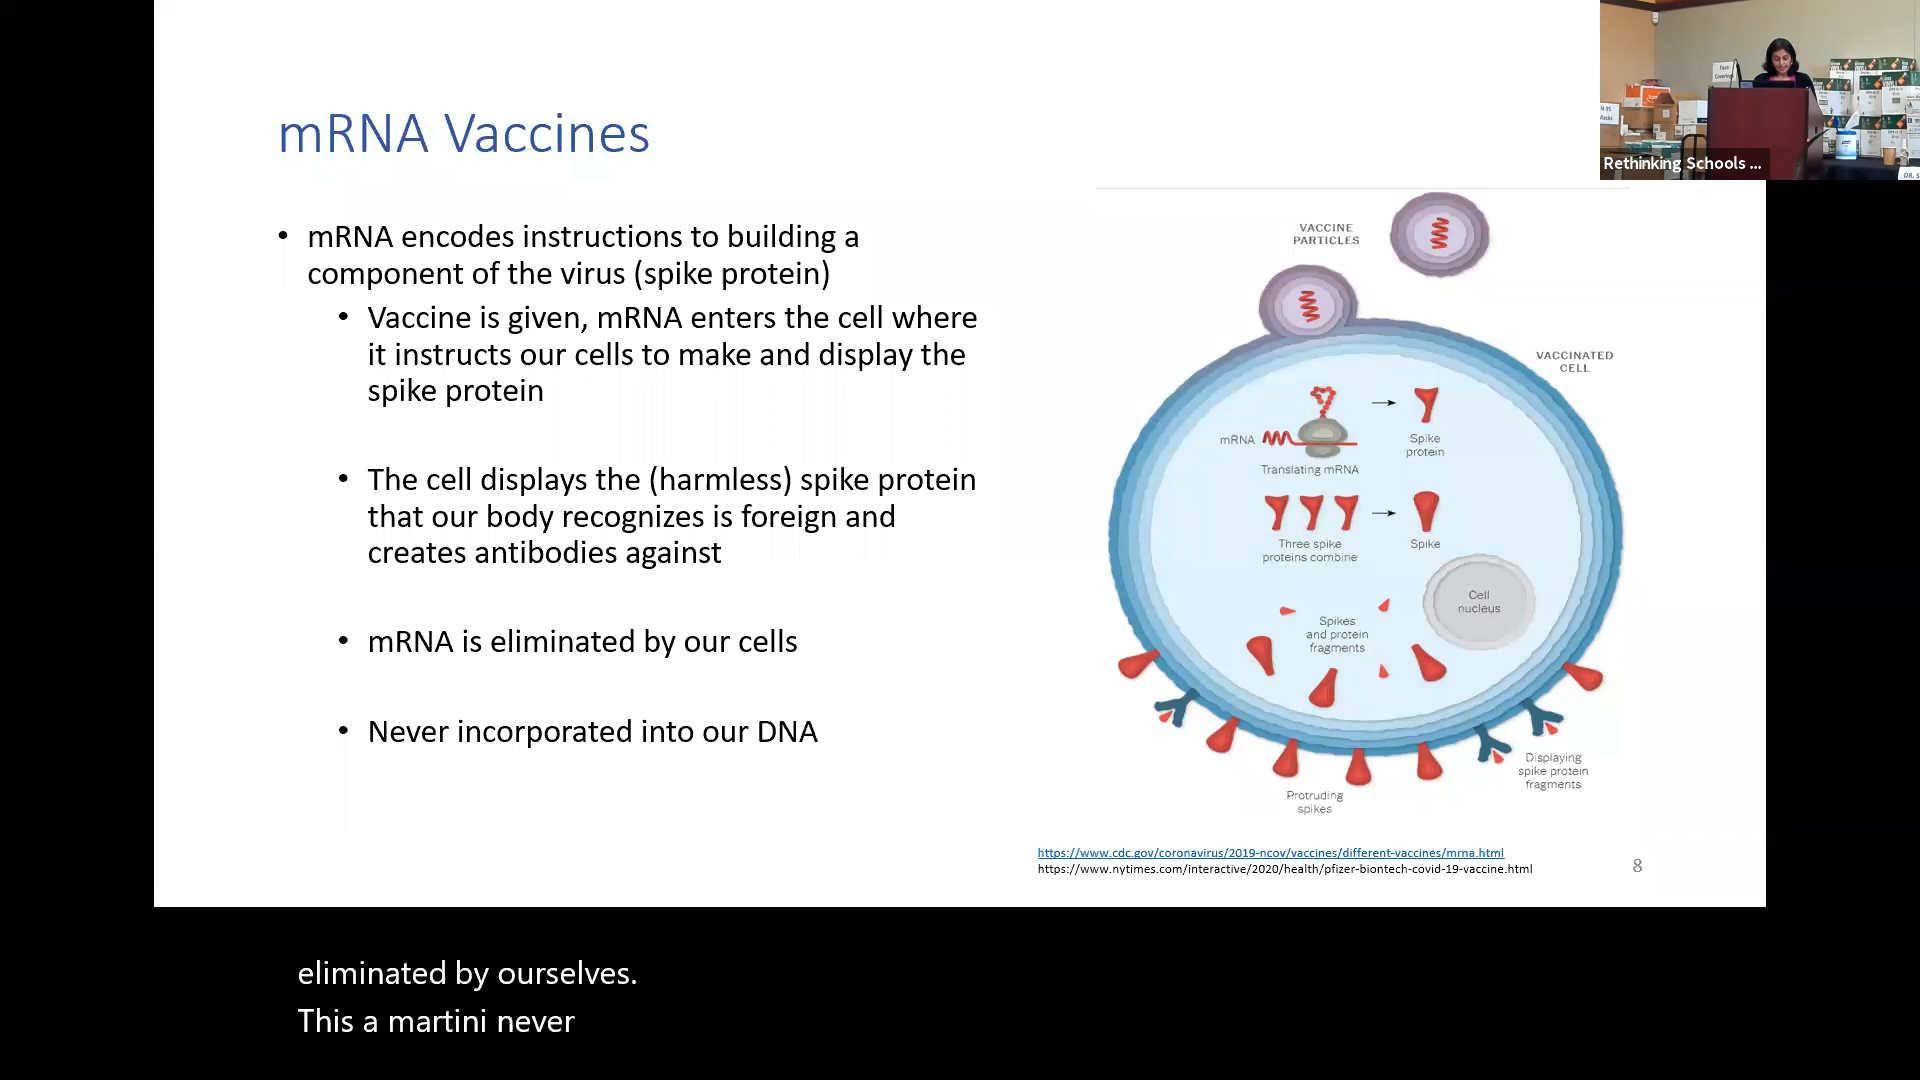 mRNA Vaccines
• mRNA encodes instructions to building a
component of the virus (spike protein)
• Vaccine is given, mRNA enters the cell where
it instructs our cells to make and display the
spike protein
• The cell displays the (harmless) spike protein
that our body recognizes is foreign and
creates antibodies against
• mRNA is eliminated by our cells
• Never incorporated into our DNA
VACCINE
PARTICLES
VACCINATED
CELL
mRNA
Translating mRNA
Spike
protein
Three spike
proteins combine
Spike
Cell
nucleus
Spikes
and protein
fragments
Protruding
spikes
Displaying
spike protein
fragments
https://www.cdc.gov/coronavirus/2019-ncov/vaccines/different-vaccines/mrna.html
https://www.nytimes.com/interactive/2020/health/pfizer-biontech-covid-19-vaccine.html
8
Face
Coverings
N-95
Masks
Rethinking Schools ...
DR. S
eliminated by ourselves.
This a martini never